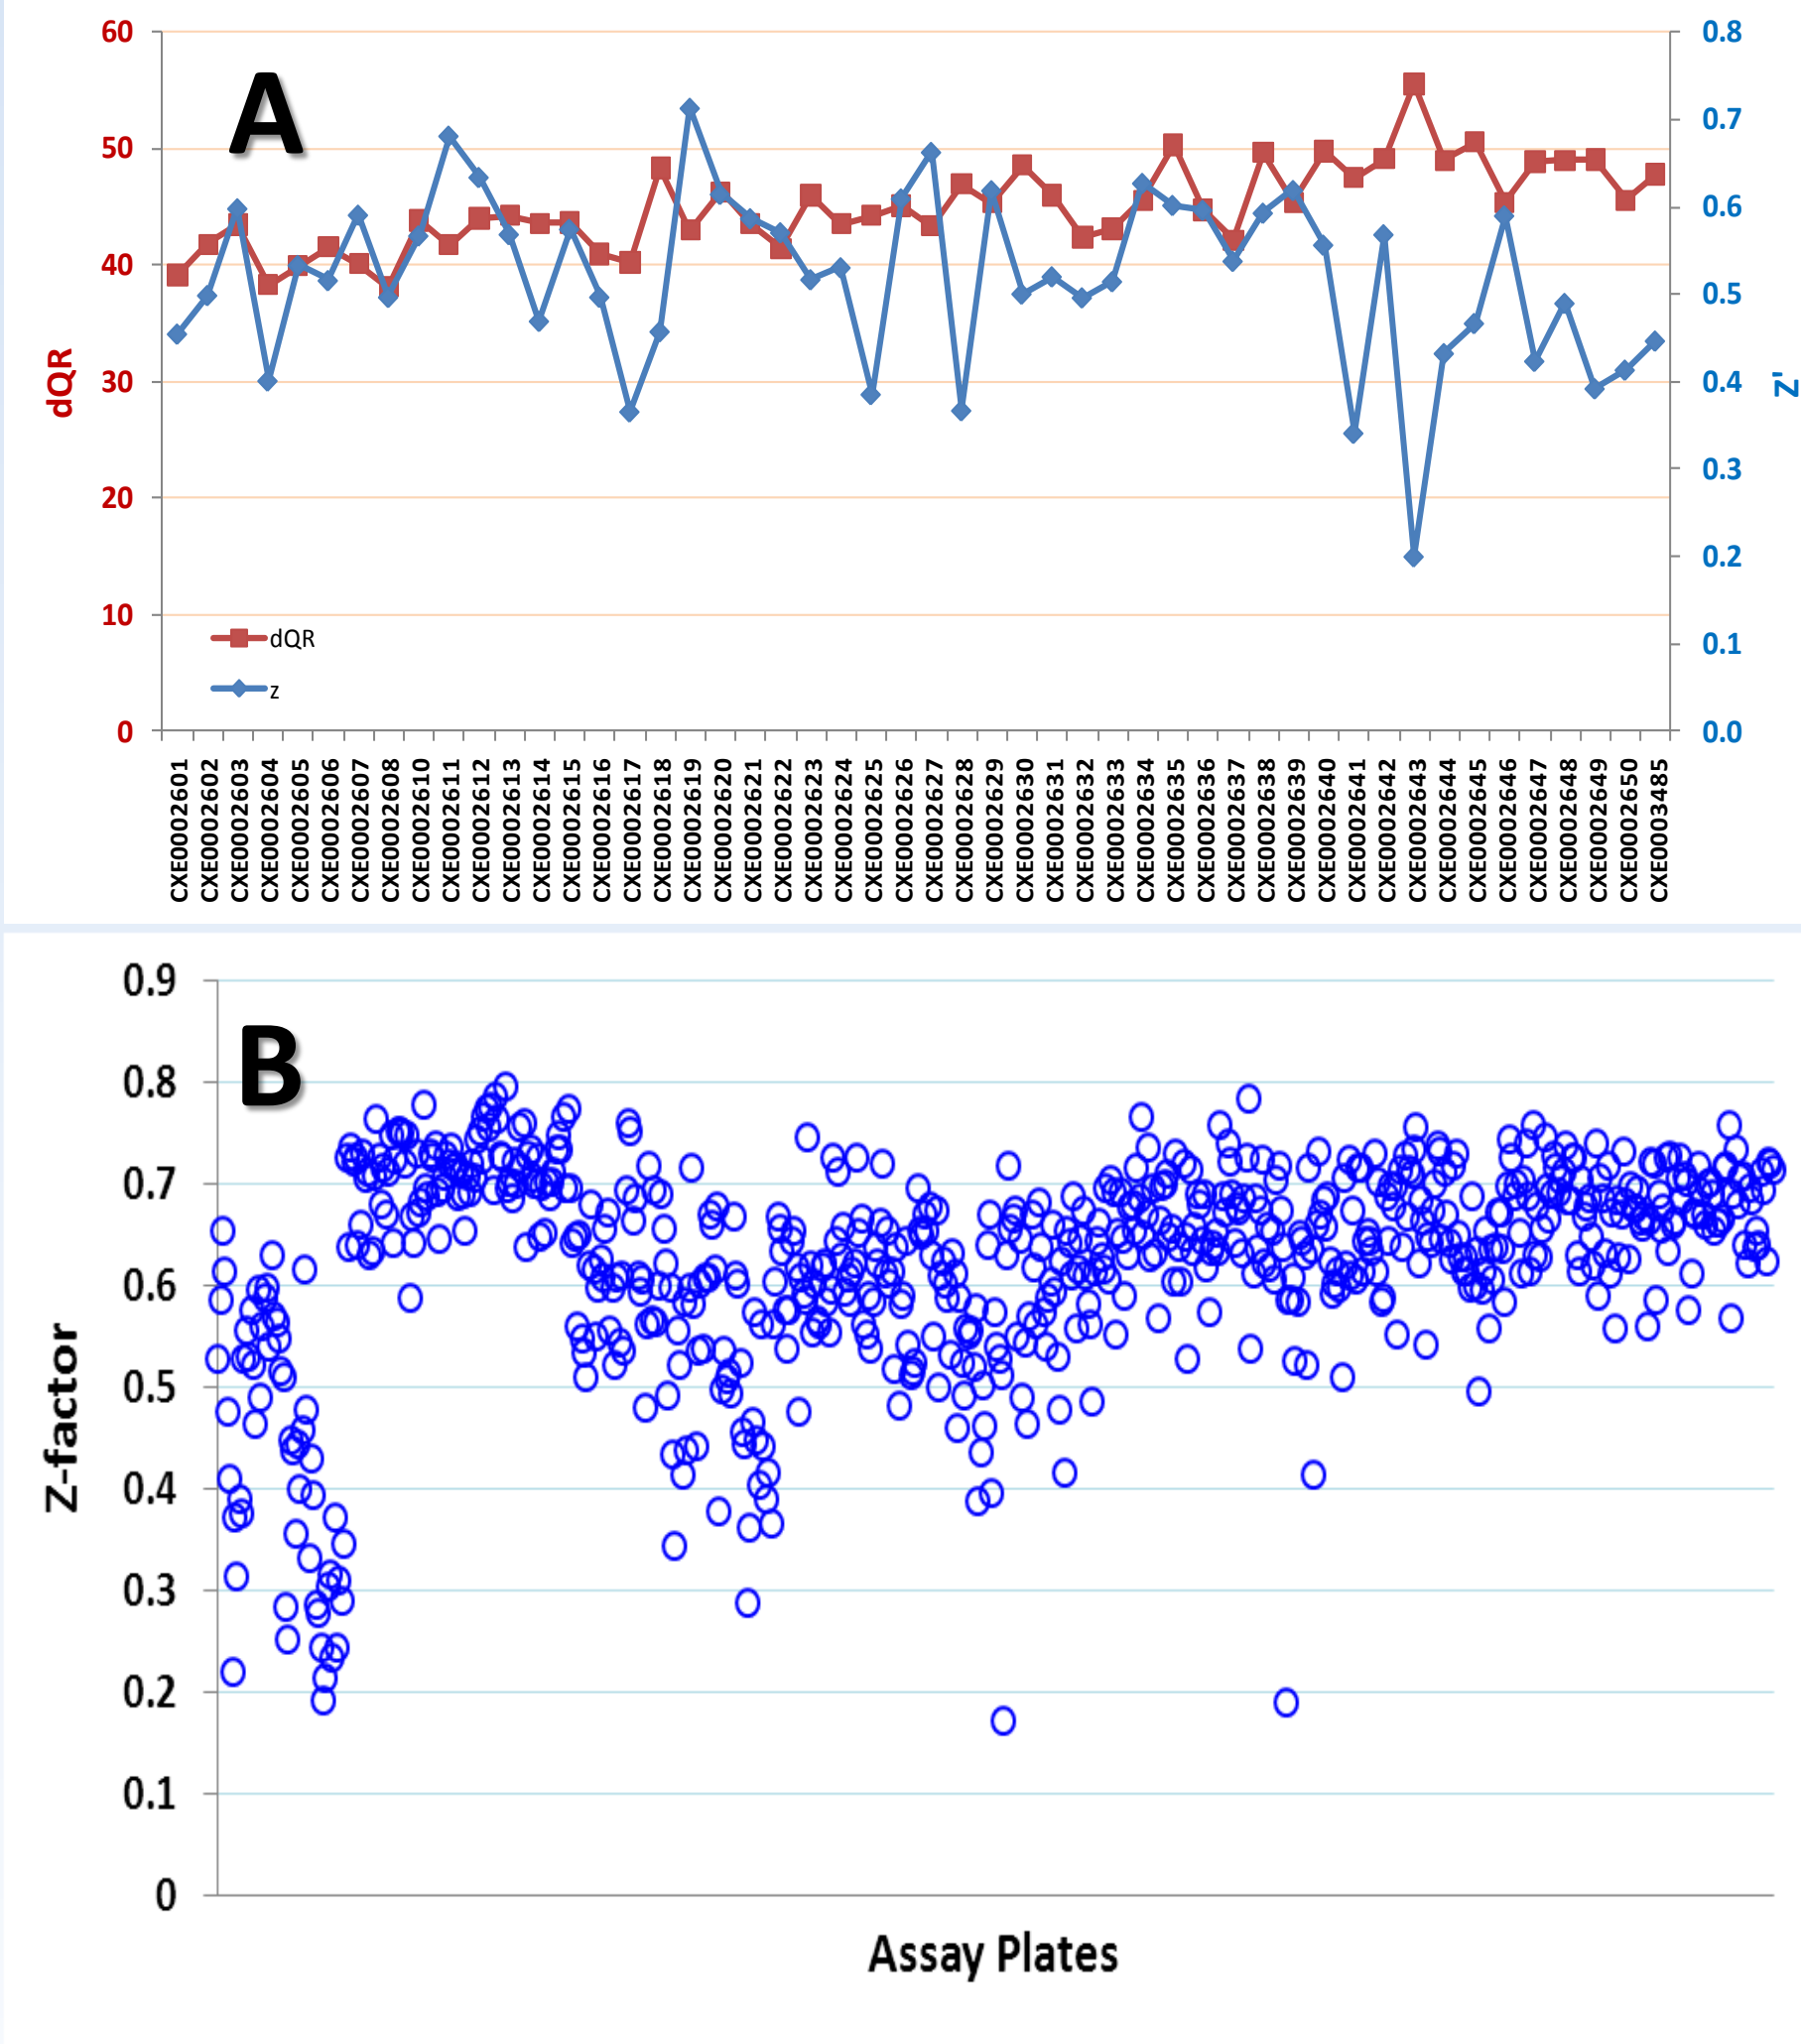 A
60
50
40
30
20
10
0
dQR
0.8
0.7
0.6
0.5
0.4
0.3
0.2
0.1
0.0
z'
dQR
z
CXE0002601
CXE0002602
CXE0002603
CXE0002604
CXE0002605
CXE0002606
CXE0002607
CXE0002608
CXE0002610
CXE0002611
CXE0002612
CXE0002613
CXE0002614
CXE0002615
CXE0002616
CXE0002617
CXE0002618
CXE0002619
CXE0002620
CXE0002621
CXE0002622
CXE0002623
CXE0002624
CXE0002625
CXE0002626
CXE0002627
CXE0002628
CXE0002629
CXE0002630
CXE0002631
CXE0002632
CXE0002633
CXE0002634
CXE0002635
CXE0002636
CXE0002637
CXE0002638
CXE0002639
CXE0002640
CXE0002641
CXE0002642
CXE0002643
CXE0002644
CXE0002645
CXE0002646
CXE0002647
CXE0002648
CXE0002649
CXE0002650
CXE0003485
B
0.9
0.8
0.7
0.6
0.5
0.4
0.3
0.2
0.1
0
Z-factor
Assay Plates